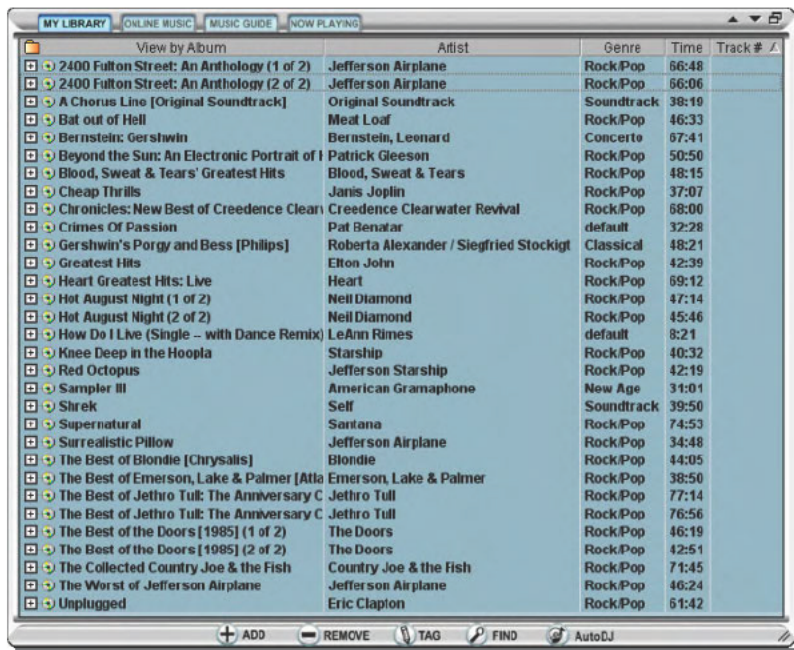 MY LIBRARY ONLINE MUSIC MUSIC GUIDE NOW PLAYING
View by Album Artist Genre Time Track #
2400 Fulton Street: An Anthology (1 of 2) Jefferson Airplane Rock/Pop 66:48
2400 Fulton Street: An Anthology (2 of 2) Jefferson Airplane Rock/Pop 66:06
A Chorus Line [Original Soundtrack] Original Soundtrack Soundtrack 38:19
Bat out of Hell Meat Loaf Rock/Pop 46:33
Bernstein: Gershwin Bernstein, Leonard Concerto 67:41
Beyond the Sun: An Electronic Portrait of H Patrick Gleeson Rock/Pop 50:50
Blood, Sweat & Tears' Greatest Hits Blood, Sweat & Tears Rock/Pop 48:15
Cheap Thrills Janis Joplin Rock/Pop 37:07
Chronicles: New Best of Creedence Clearw Creedence Clearwater Revival Rock/Pop 68:00
Crimes Of Passion Pat Benatar default 32:28
Gershwin's Porgy and Bess [Philips] Roberta Alexander / Siegfried Stockigt Classical 48:21
Greatest Hits Elton John Rock/Pop 42:39
Heart Greatest Hits: Live Heart Rock/Pop 69:12
Hot August Night (1 of 2) Neil Diamond Rock/Pop 47:14
Hot August Night (2 of 2) Neil Diamond Rock/Pop 45:46
How Do I Live (Single -- with Dance Remix) LeAnn Rimes default 8:21
Knee Deep in the Hoopla Starship Rock/Pop 40:32
Red Octopus Jefferson Starship Rock/Pop 42:19
Sampler III American Gramaphone New Age 31:01
Shrek Self Soundtrack 39:50
Supernatural Santana Rock/Pop 74:53
Surrealistic Pillow Jefferson Airplane Rock/Pop 34:48
The Best of Blondie [Chrysalis] Blondie Rock/Pop 44:05
The Best of Emerson, Lake & Palmer [Atla Emerson, Lake & Palmer Rock/Pop 38:50
The Best of Jethro Tull: The Anniversary C Jethro Tull Rock/Pop 77:14
The Best of Jethro Tull: The Anniversary C Jethro Tull Rock/Pop 76:56
The Best of the Doors [1985] (1 of 2) The Doors Rock/Pop 46:19
The Best of the Doors [1985] (2 of 2) The Doors Rock/Pop 42:51
The Collected Country Joe & the Fish Country Joe & the Fish Rock/Pop 71:45
The Worst of Jefferson Airplane Jefferson Airplane Rock/Pop 46:24
Unplugged Eric Clapton Rock/Pop 61:42
ADD REMOVE TAG FIND AutoDJ